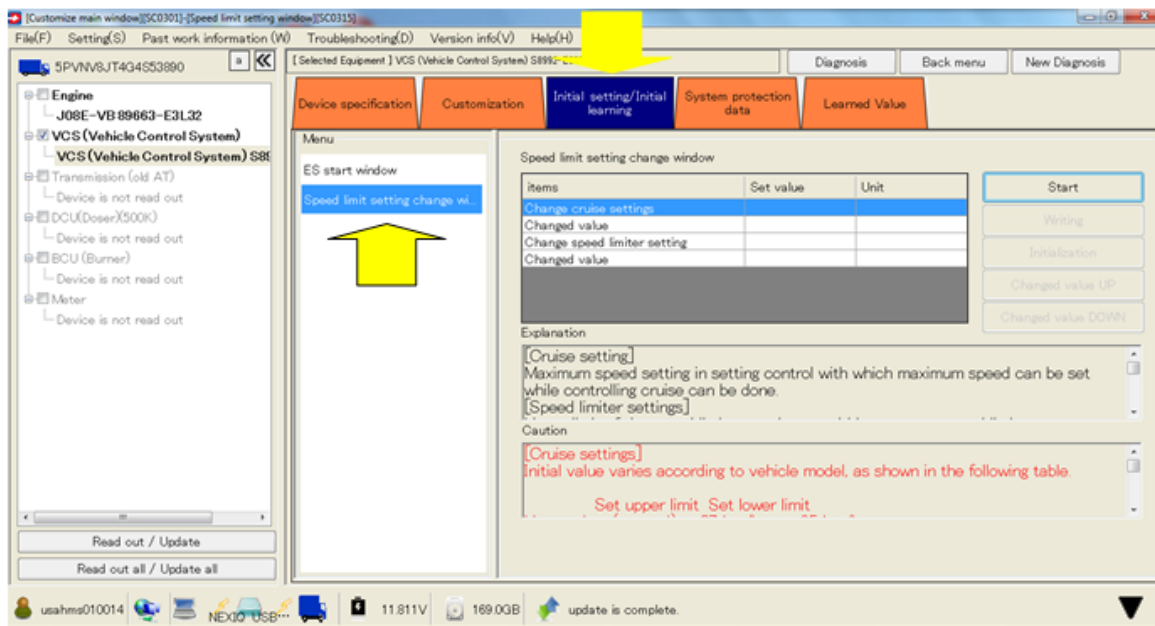 [Customize main window][SC0301]-[Speed limit setting window][SC0315]
File(F) Setting(S) Past work information (W) Troubleshooting(D) Version info(V) Help(H)
5PVNV8JT4G4S53890 a
[ Selected Equipment ] VCS (Vehicle Control System)
Diagnosis Back menu New Diagnosis
Engine
J08E-VB 89663-E3L32
VCS (Vehicle Control System)
VCS (Vehicle Control System) S89
Transmission (old AT)
Device is not read out
DCU(Doser)(500K)
Device is not read out
BCU (Burner)
Device is not read out
Meter
Device is not read out
Read out / Update
Read out all / Update all
Device specification
Customization
Initial setting/Initial
learning
System protection
data
Learned Value
Menu
ES start window
Speed limit setting change wi...
Speed limit setting change window
items Set value Unit
Change cruise settings
Changed value
Change speed limiter setting
Changed value
Start
Writing
Initialization
Changed value UP
Changed value DOWN
Explanation
[Cruise setting]
Maximum speed setting in setting control with which maximum speed can be set
while controlling cruise can be done.
[Speed limiter settings]
Caution
[Cruise settings]
Initial value varies according to vehicle model, as shown in the following table.
Set upper limit Set lower limit
usahms010014 NEXIQ USB... 11.811V 169.0GB update is complete.